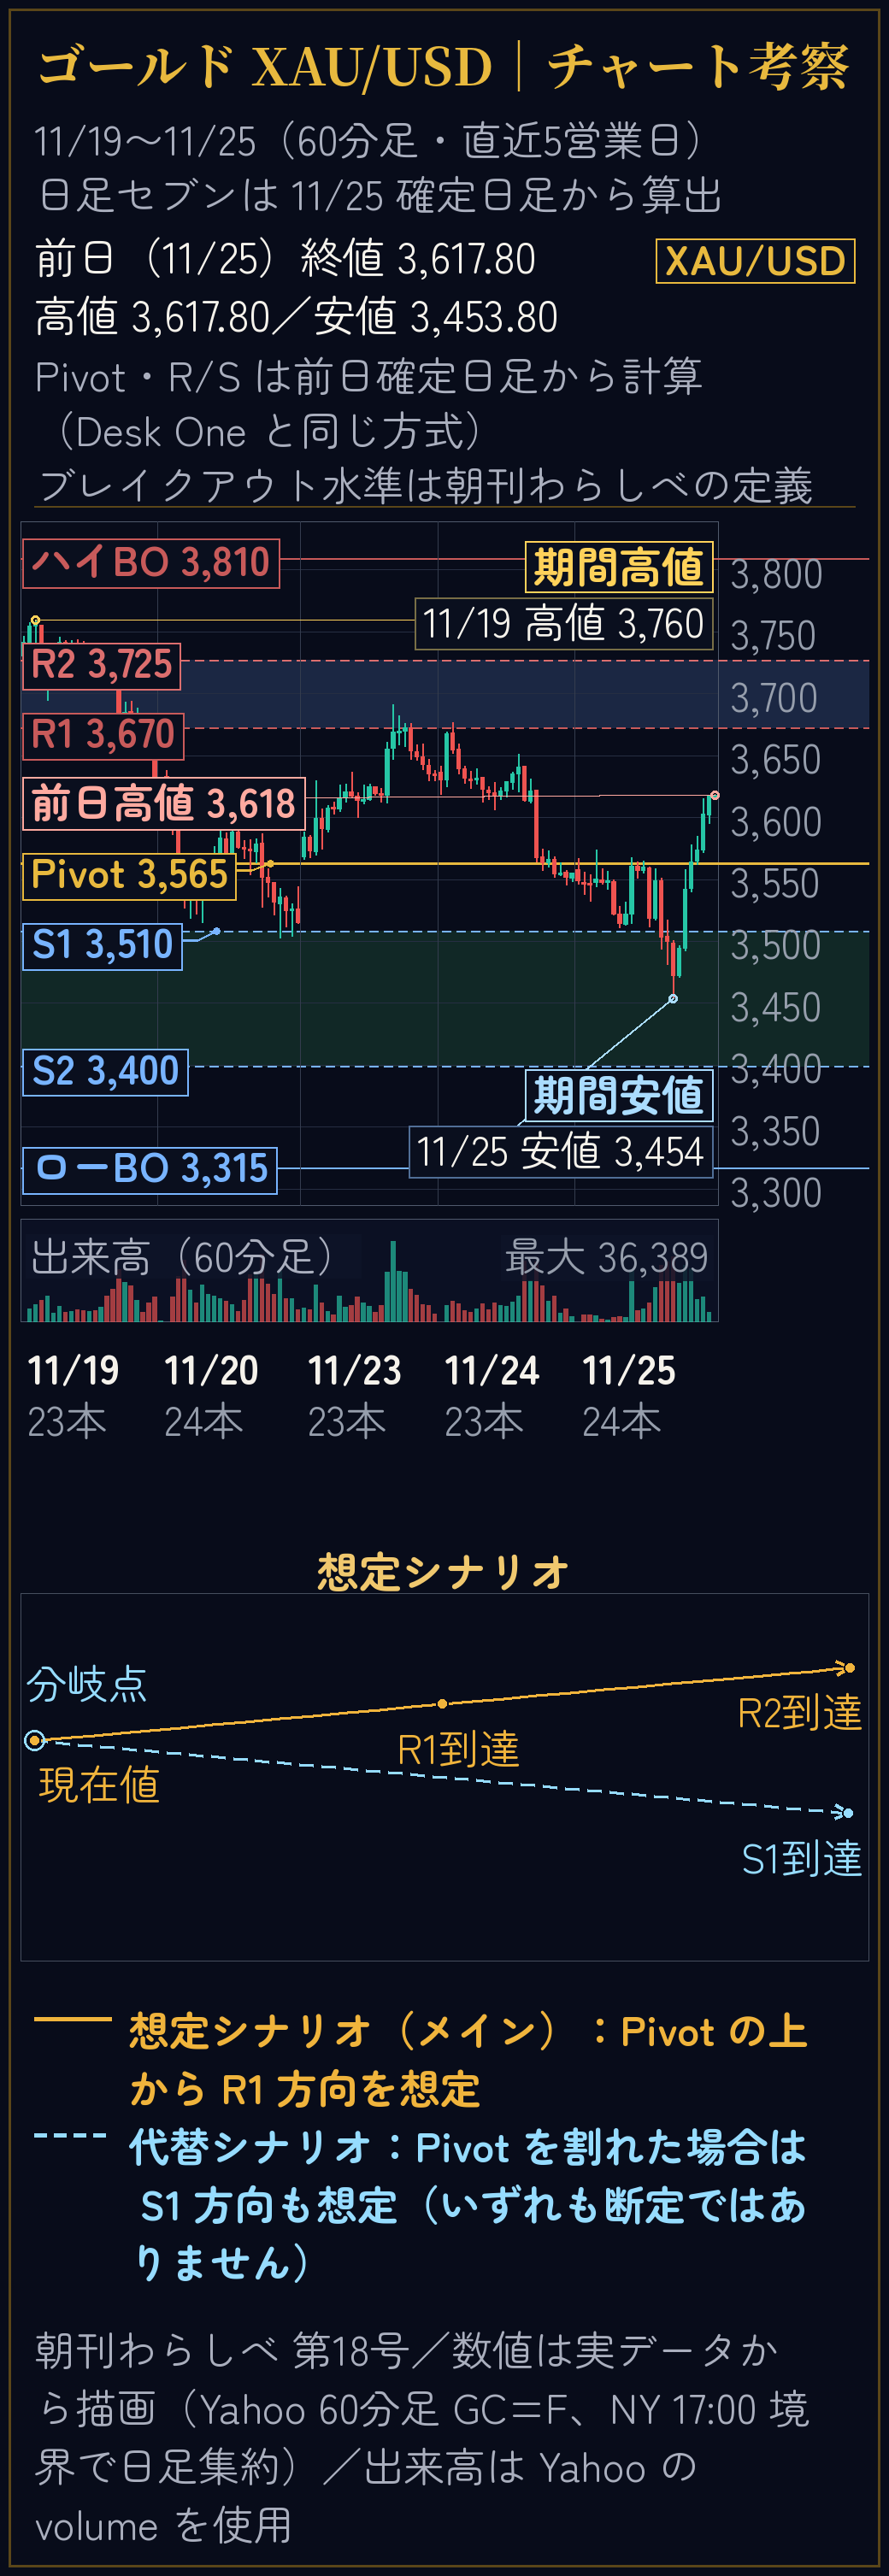 ゴールド XAU/USD｜チャート考察
11/19〜11/25（60分足・直近5営業日）
日足セブンは 11/25 確定日足から算出
前日（11/25）終値 3,617.80
XAU/USD
高値 3,617.80／安値 3,453.80
Pivot・R/S は前日確定日足から計算
（Desk One と同じ方式）
ブレイクアウト水準は朝刊わらしべの定義
ハイBO 3,810
期間高値
3,800
11/19 高値 3,760
3,750
R2 3,725
3,700
R1 3,670
3,650
前日高値 3,618
3,600
Pivot 3,565
3,550
S1 3,510
3,500
3,450
S2 3,400
3,400
期間安値
11/25 安値 3,454
3,350
ローBO 3,315
3,300
出来高（60分足）
最大 36,389
11/19 11/20 11/23 11/24 11/25
23本 24本 23本 23本 24本
想定シナリオ
分岐点
R2到達
R1到達
現在値
S1到達
想定シナリオ（メイン）：Pivot の上
から R1 方向を想定
代替シナリオ：Pivot を割れた場合は
S1 方向も想定（いずれも断定ではあ
りません）
朝刊わらしべ 第18号／数値は実データか
ら描画（Yahoo 60分足 GC=F、NY 17:00 境
界で日足集約）／出来高は Yahoo の
volume を使用